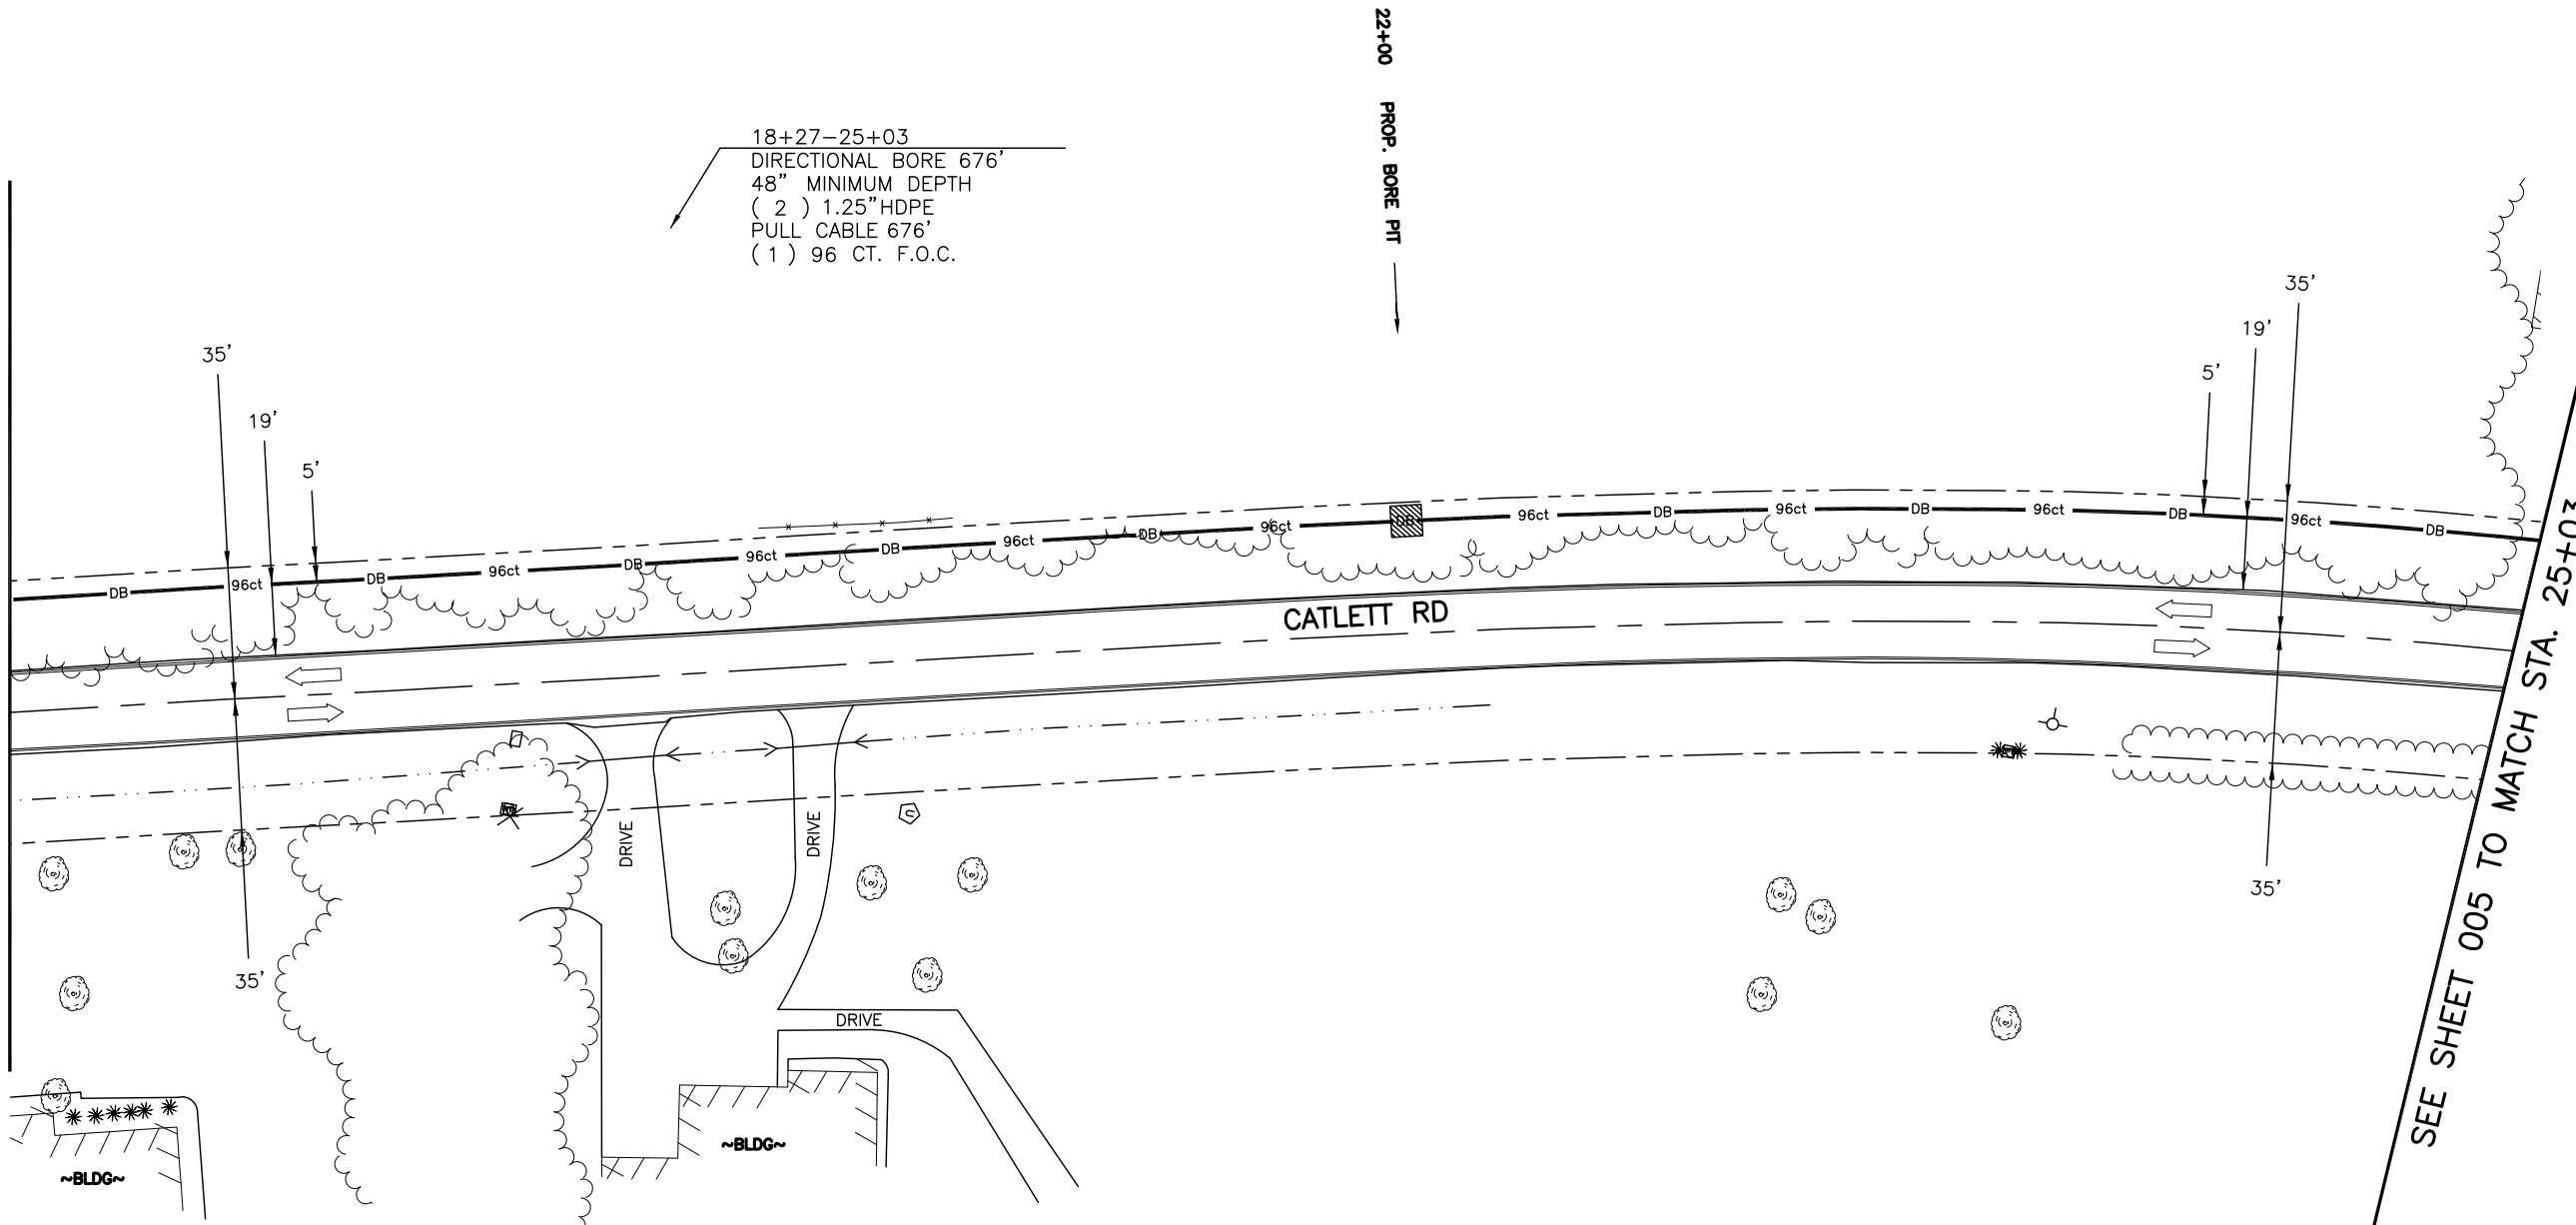 22+00 PROP. BORE PIT
18+27-25+03
DIRECTIONAL BORE 676'
48" MINIMUM DEPTH
( 2 ) 1.25"HDPE
PULL CABLE 676'
( 1 ) 96 CT. F.O.C.
35'
19'
5'
35'
19'
5'
DB 96ct DB 96ct DB 96ct DB 96ct DB 96ct DB 96ct DB 96ct DB 96ct DB 96ct DB
CATLETT RD
DRIVE
DRIVE
C
35'
35'
DRIVE
~BLDG~
~BLDG~
SEE SHEET 005 TO MATCH STA. 25+03